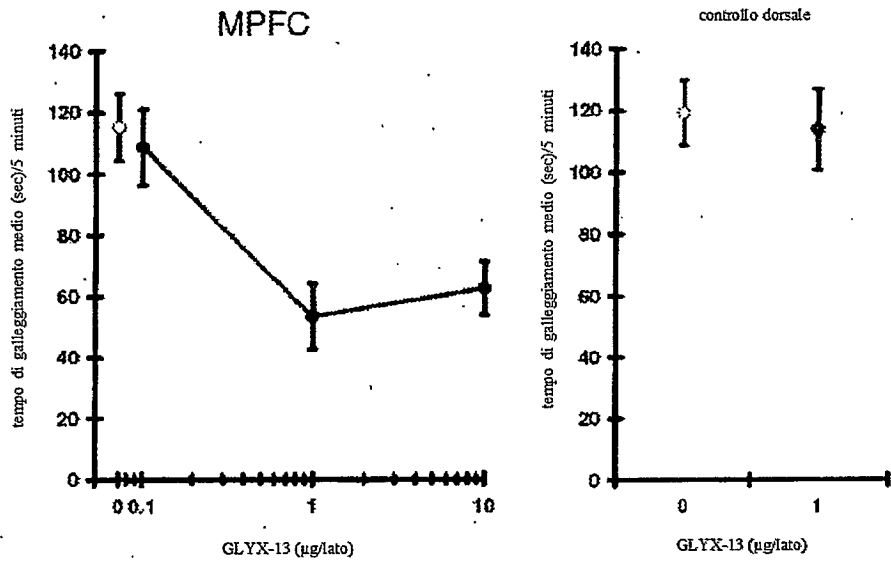 MPFC
tempo di galleggiamento medio (sec)/5 minuti
140
120
100
80
60
40
20
0
0 0.1 1 10
GLYX-13 (µg/lato)
controllo dorsale
tempo di galleggiamento medio (sec)/5 minuti
140
120
100
80
60
40
20
0
0 1
GLYX-13 (µg/lato)